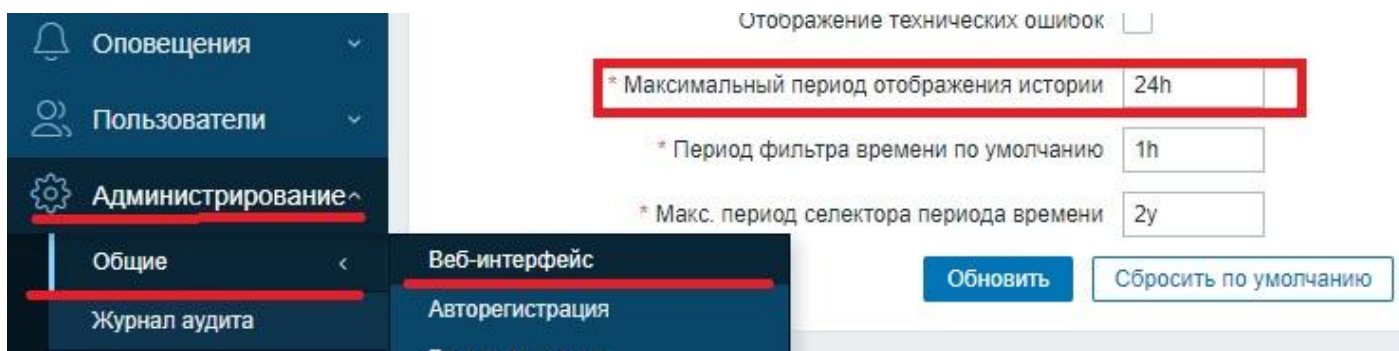 Оповещения
Пользователи
Администрирование
Общие
Журнал аудита
Веб-интерфейс
Авторегистрация
Отображение технических ошибок
* Максимальный период отображения истории 24h
* Период фильтра времени по умолчанию 1h
* Макс. период селектора периода времени 2y
Обновить Сбросить по умолчанию